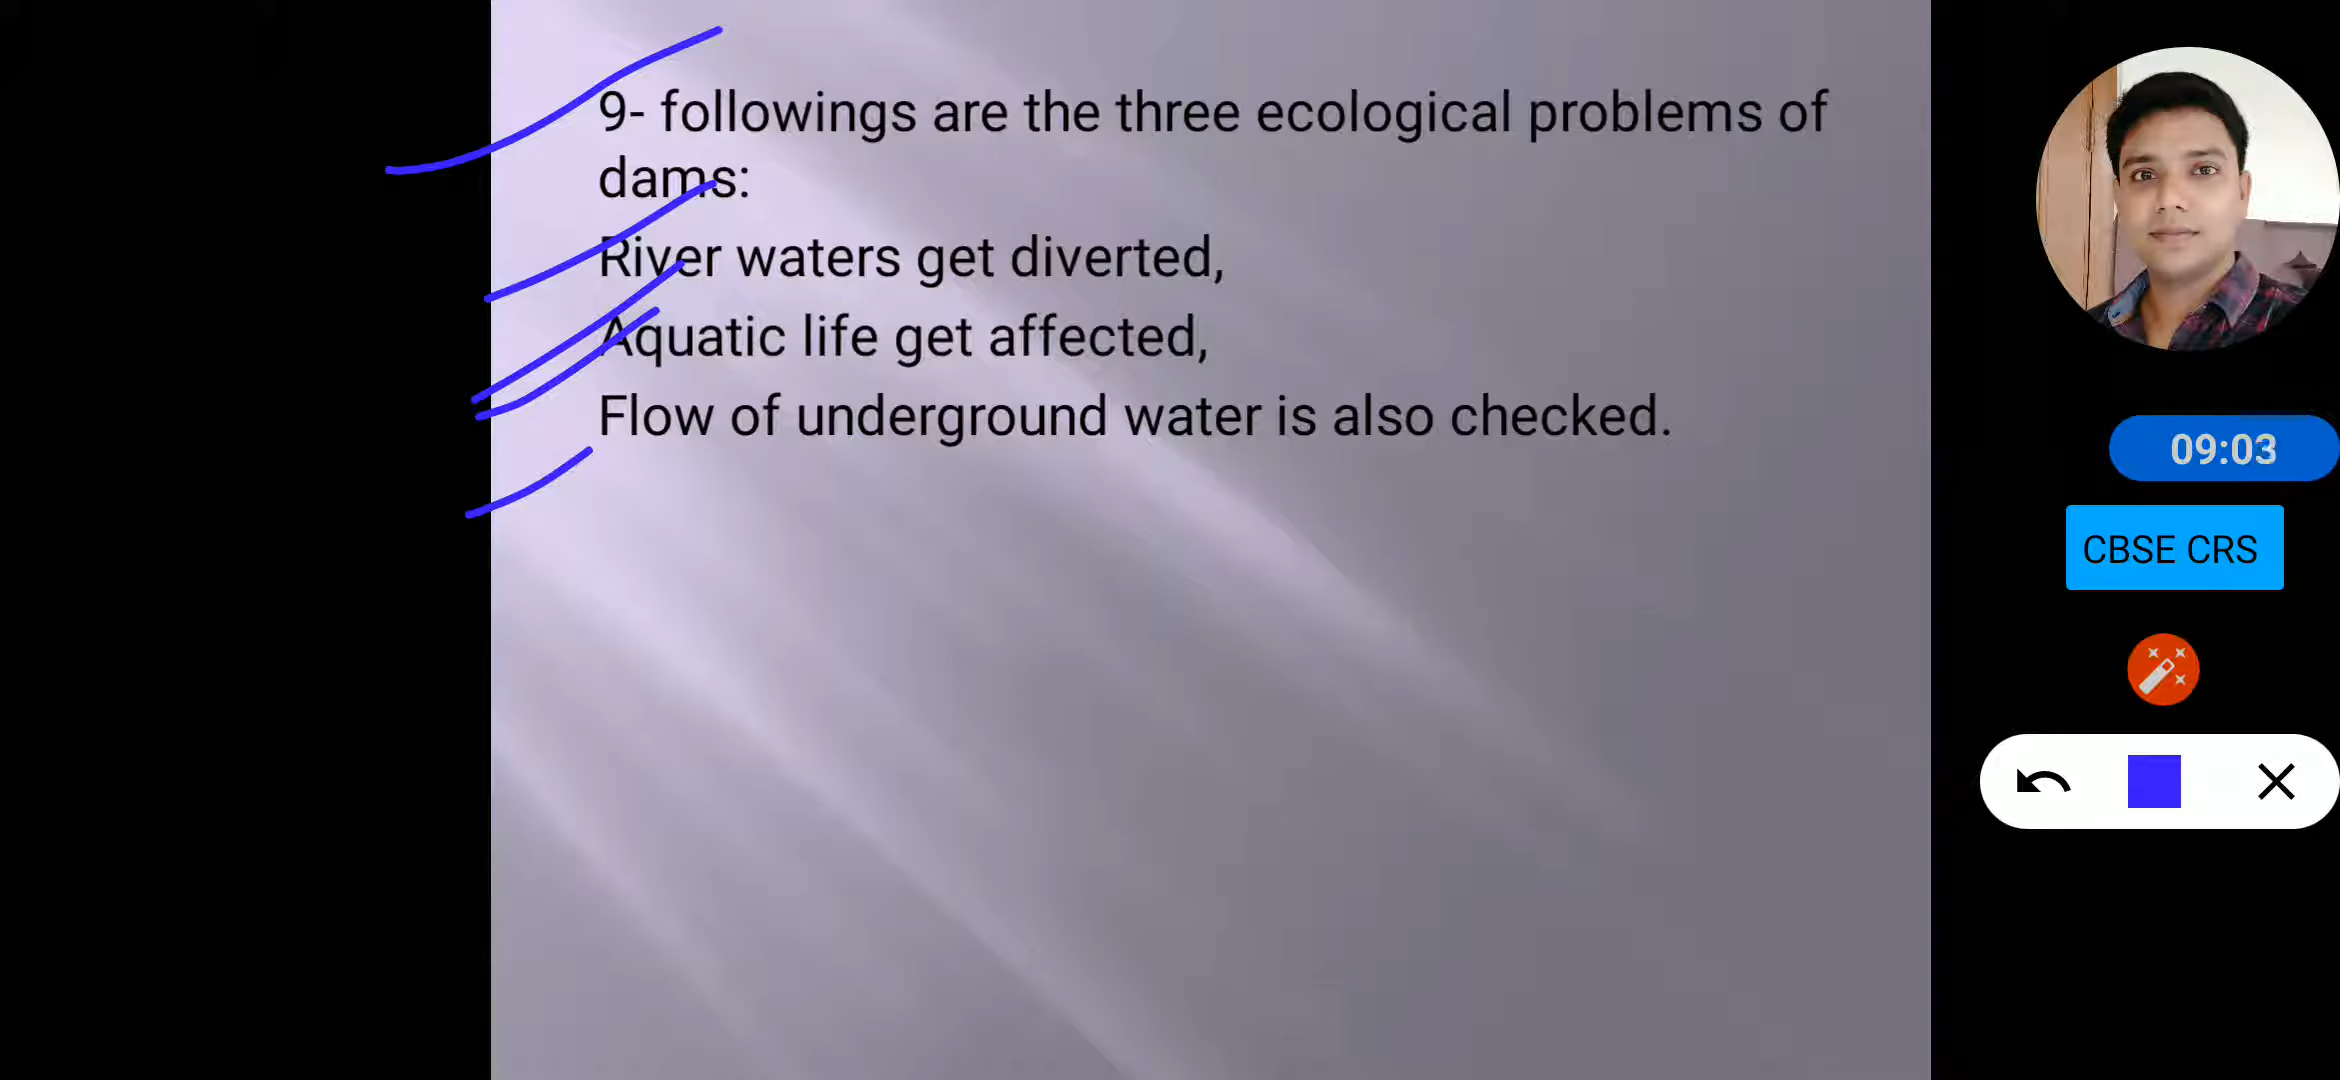 9- followings are the three ecological problems of
dams:
River waters get diverted,
Aquatic life get affected,
Flow of underground water is also checked.
09:03
CBSE CRS